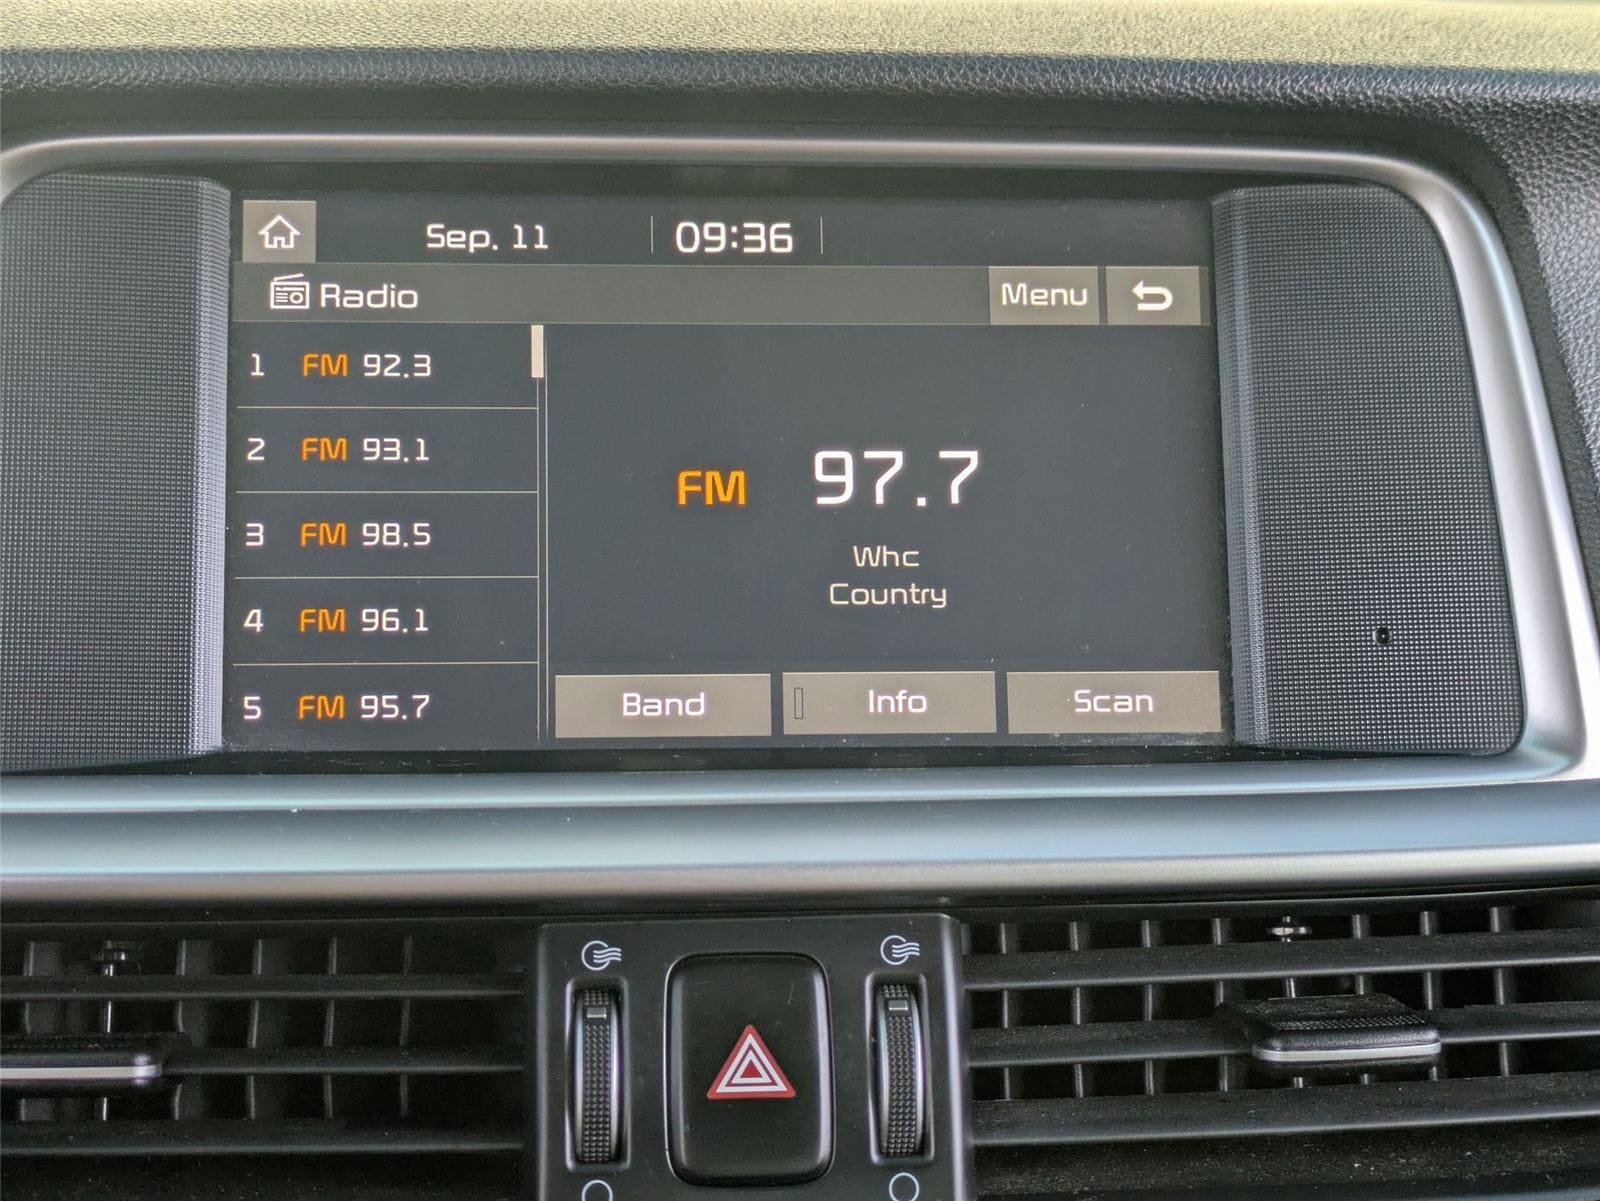 Sep. 11 09:36
Radio Menu
1 FM 92.3
2 FM 93.1
3 FM 98.5
4 FM 96.1
5 FM 95.7
FM 97.7
Whc
Country
Band Info Scan